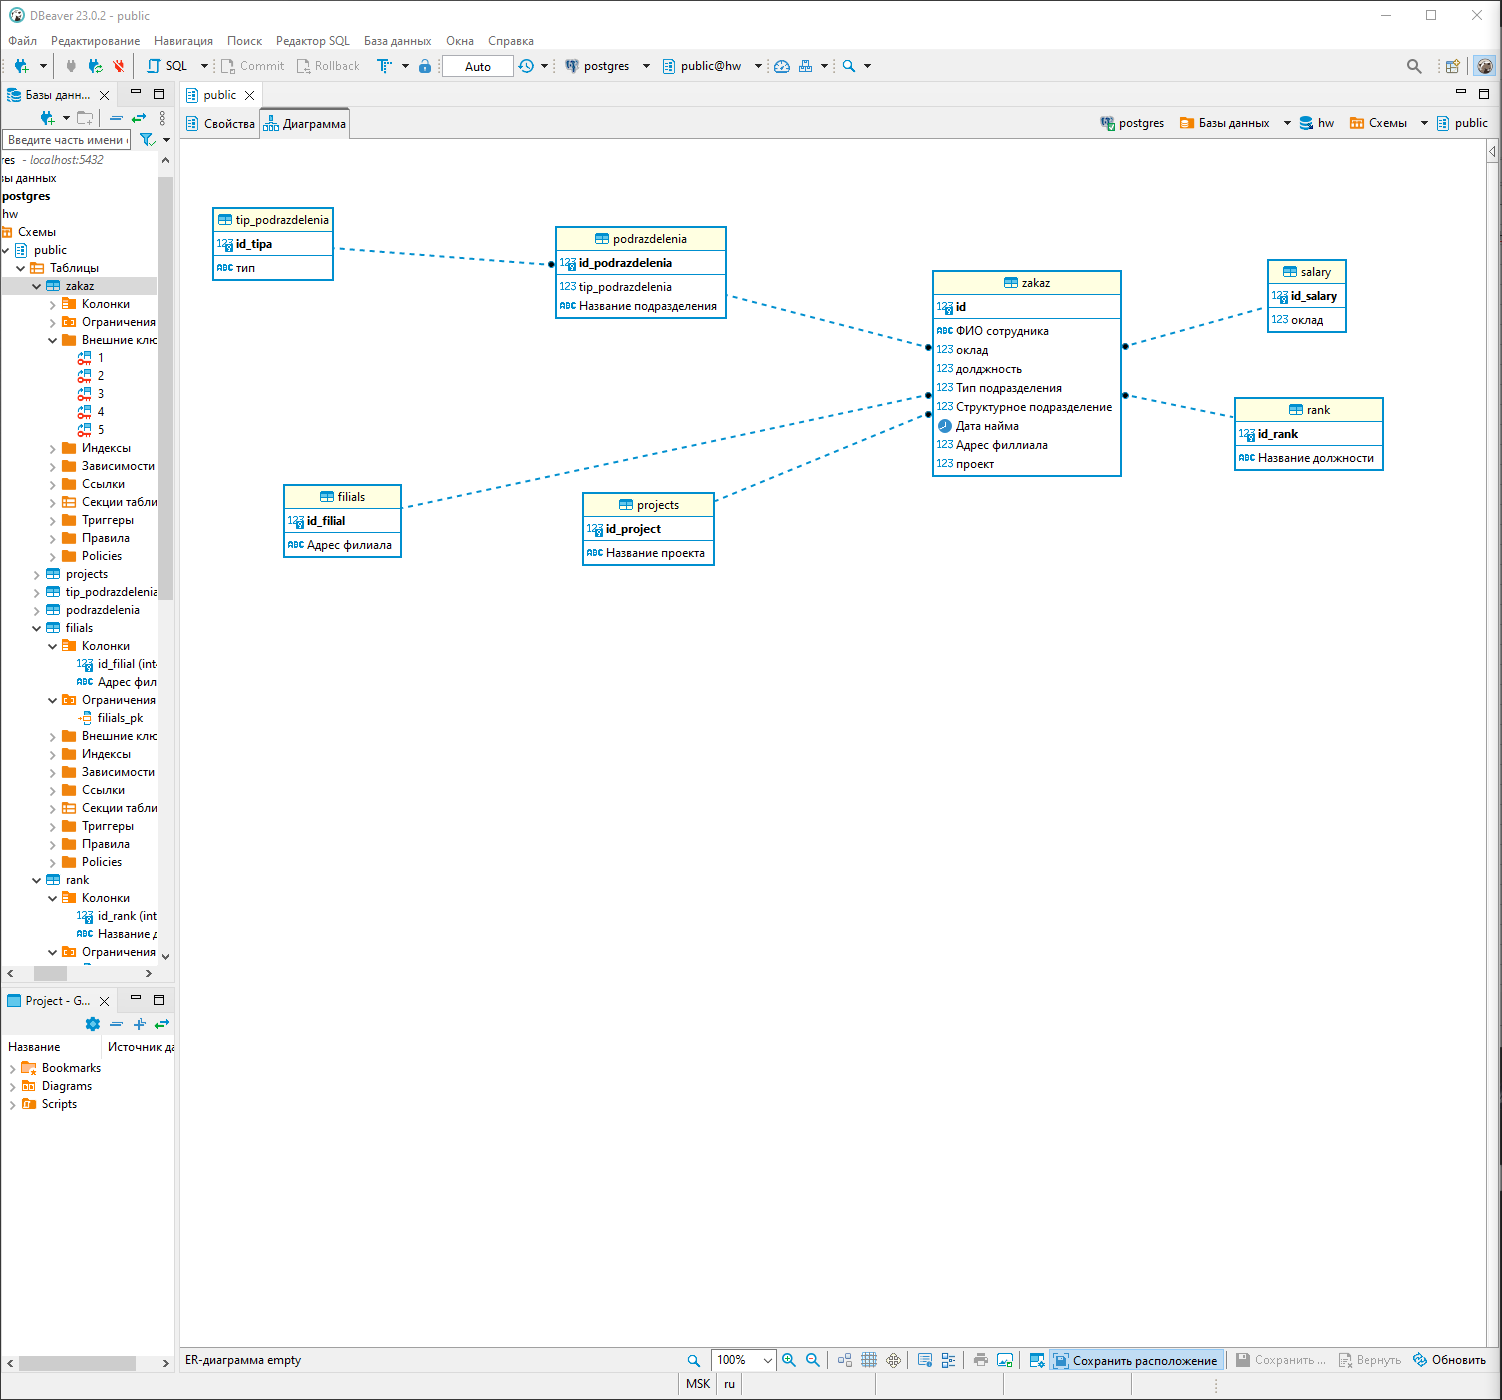 DBeaver 23.0.2 - public
Файл Редактирование Навигация Поиск Редактор SQL База данных Окна Справка
SQL Commit Rollback Auto postgres public@hw
Базы данн...
public
Свойства Диаграмма postgres Базы данных hw Схемы public
Введите часть имени
res - localhost:5432
зы данных
postgres
hw
Схемы
public
Таблицы
zakaz
Колонки
Ограничения
Внешние клю
1
2
3
4
5
Индексы
Зависимости
Ссылки
Секции табли
Триггеры
Правила
Policies
projects
tip_podrazdelenia
podrazdelenia
filials
Колонки
id_filial (int
ABC Адрес фил
Ограничения
filials_pk
Внешние клю
Индексы
Зависимости
Ссылки
Секции табли
Триггеры
Правила
Policies
rank
Колонки
id_rank (int
ABC Название д
Ограничения
Project - G...
Название Источник да
Bookmarks
Diagrams
Scripts
tip_podrazdelenia
123 id_tipa
ABC тип
podrazdelenia
123 id_podrazdelenia
123 tip_podrazdelenia
ABC Название подразделения
zakaz
123 id
ABC ФИО сотрудника
123 оклад
123 долджность
123 Тип подразделения
123 Структурное подразделение
Дата найма
123 Адрес филлиала
123 проект
salary
123 id_salary
123 оклад
rank
123 id_rank
ABC Название должности
filials
123 id_filial
ABC Адрес филиала
projects
123 id_project
ABC Название проекта
ER-диаграмма empty 100% Сохранить расположение Сохранить ... Вернуть Обновить
MSK ru